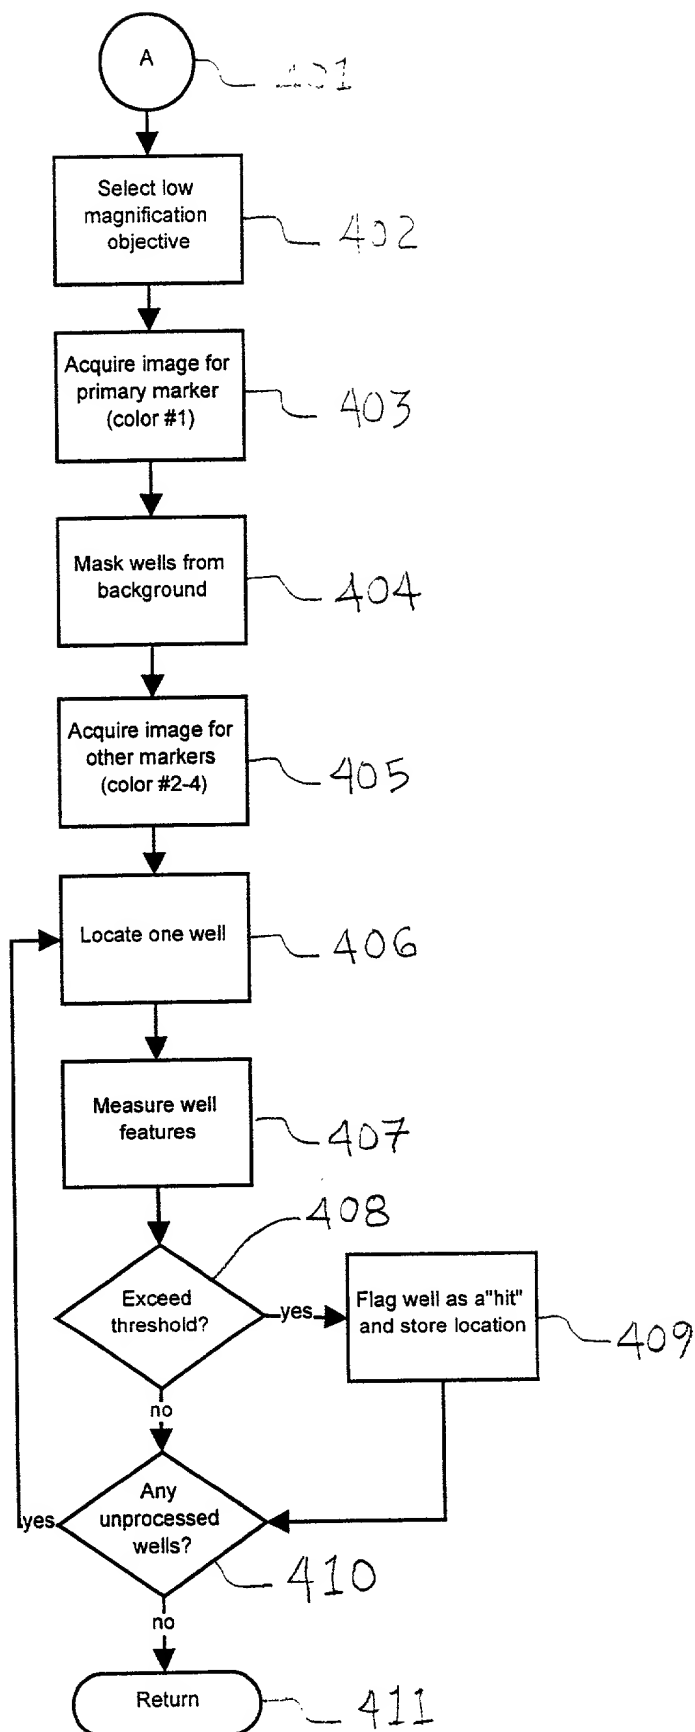 A
401
Select low
magnification
objective
402
Acquire image for
primary marker
(color #1)
403
Mask wells from
background
404
Acquire image for
other markers
(color #2-4)
405
Locate one well
406
Measure well
features
407
408
Exceed
threshold?
yes
Flag well as a"hit"
and store location
409
no
Any
unprocessed
wells?
yes
410
no
Return
411